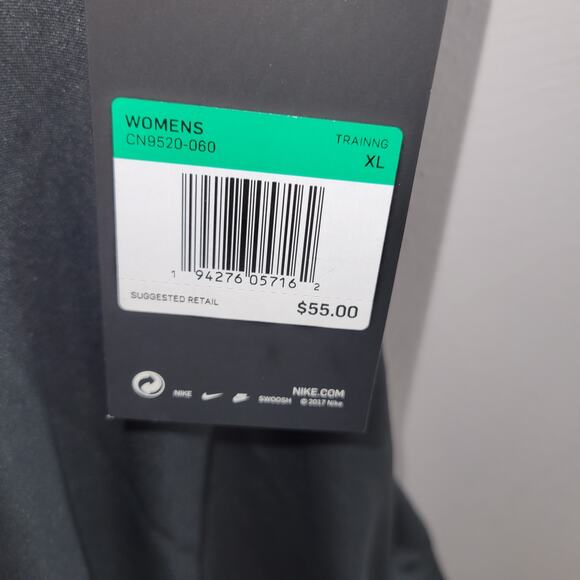 WOMENS
CN9520-060
TRAINNG
XL
1 94276 05716 2
SUGGESTED RETAIL
$55.00
NIKE
SWOOSH
NIKE.COM
© 2017 Nike